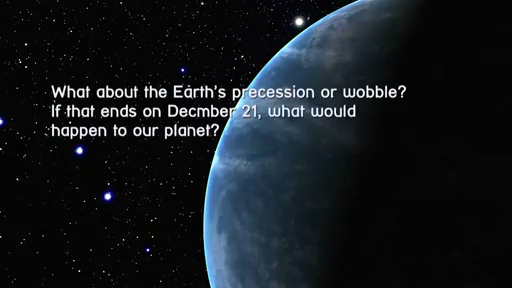 What about the Earth's precession or wobble?
If that ends on Decmber 21, what would
happen to our planet?